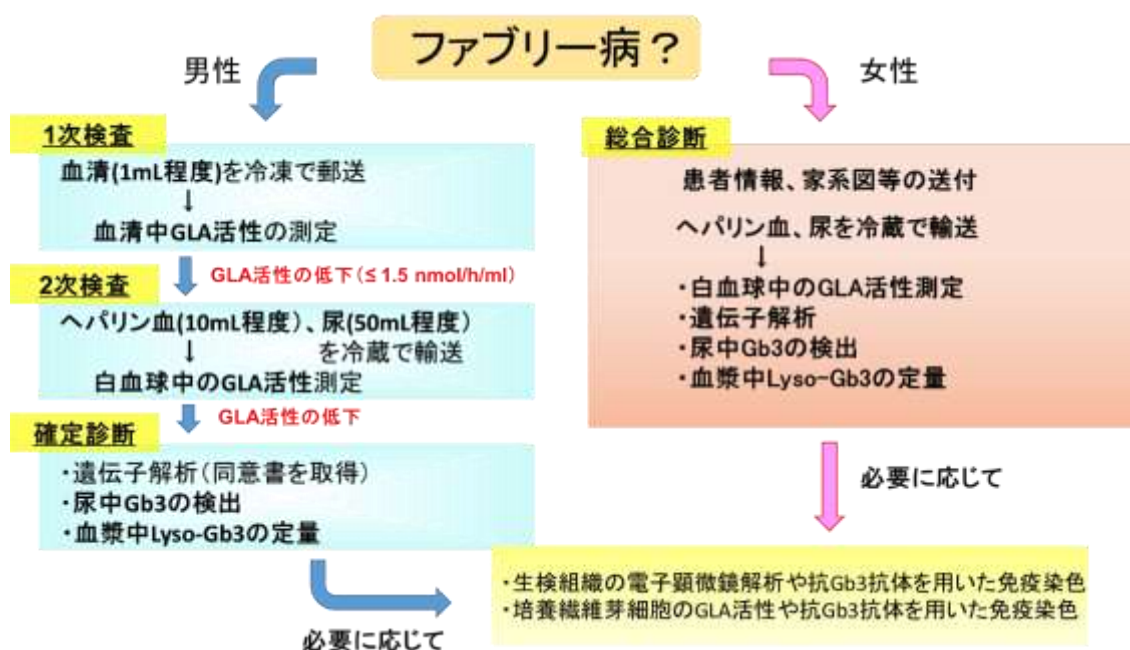 ファブリー病？
男性
女性
1次検査
血清(1mL程度)を冷凍で郵送
↓
血清中GLA活性の測定
GLA活性の低下(≤ 1.5 nmol/h/ml)
2次検査
ヘパリン血(10mL程度)、尿(50mL程度)
↓ を冷蔵で輸送
白血球中のGLA活性測定
GLA活性の低下
確定診断
・遺伝子解析(同意書を取得)
・尿中Gb3の検出
・血漿中Lyso-Gb3の定量
必要に応じて
総合診断
患者情報、家系図等の送付
ヘパリン血、尿を冷蔵で輸送
↓
・白血球中のGLA活性測定
・遺伝子解析
・尿中Gb3の検出
・血漿中Lyso-Gb3の定量
必要に応じて
・生検組織の電子顕微鏡解析や抗Gb3抗体を用いた免疫染色
・培養繊維芽細胞のGLA活性や抗Gb3抗体を用いた免疫染色